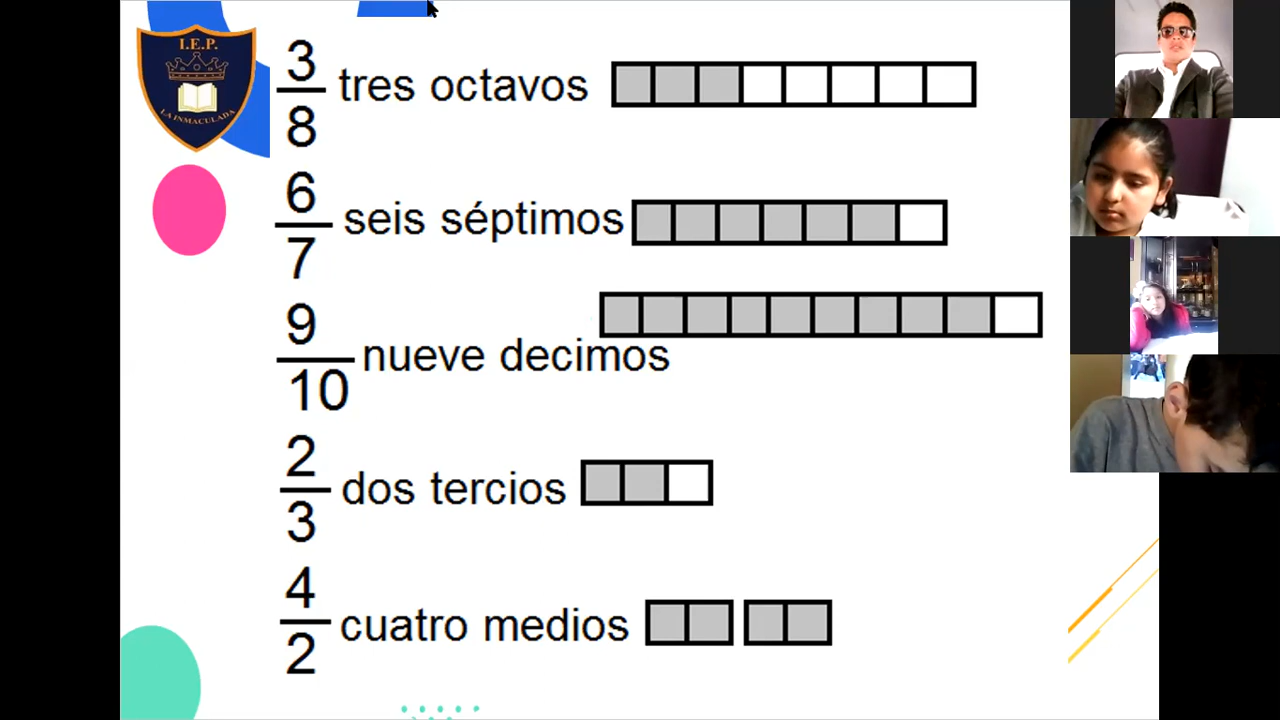 I.E.P.
LA INMACULADA
3
8
tres octavos
6
7
seis séptimos
9
10
nueve decimos
2
3
dos tercios
4
2
cuatro medios